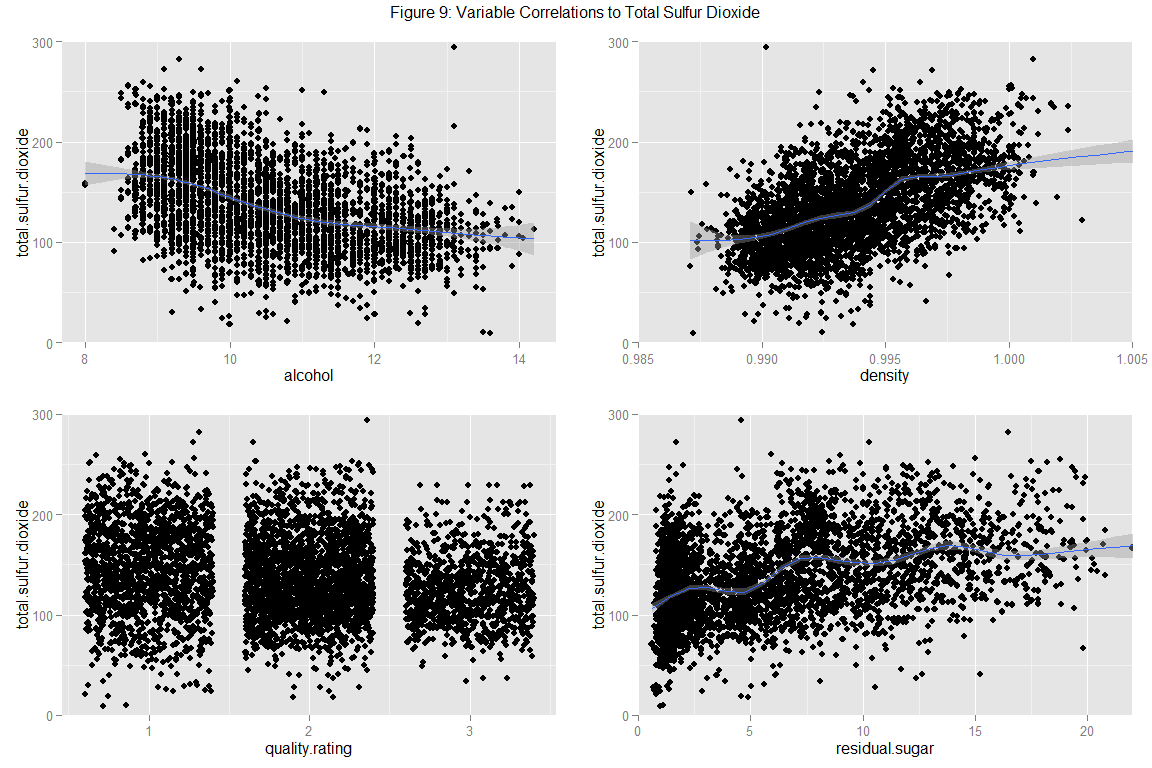 Figure 9: Variable Correlations to Total Sulfur Dioxide
300
200
100
0
total.sulfur.dioxide
8 10 12 14
alcohol
300
200
100
0
total.sulfur.dioxide
0.985 0.990 0.995 1.000 1.005
density
300
200
100
0
total.sulfur.dioxide
1 2 3
quality.rating
300
200
100
0
total.sulfur.dioxide
0 5 10 15 20
residual.sugar